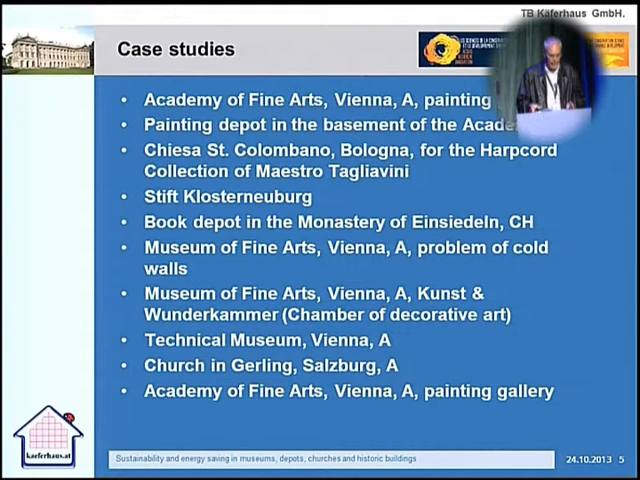 TB Käferhaus GmbH.
Case studies
• Academy of Fine Arts, Vienna, A, painting
• Painting depot in the basement of the
• Chiesa St. Colombano, Bologna, for the Harpcord
Collection of Maestro Tagliavini
• Stift Klosterneuburg
• Book depot in the Monastery of Einsiedeln, CH
• Museum of Fine Arts, Vienna, A, problem of cold
walls
• Museum of Fine Arts, Vienna, A, Kunst &
Wunderkammer (Chamber of decorative art)
• Technical Museum, Vienna, A
• Church in Gerling, Salzburg, A
• Academy of Fine Arts, Vienna, A, painting gallery
kaeferhaus.at
Sustainability and energy saving in museums, depots, churches and historic buildings
24.10.2013 5